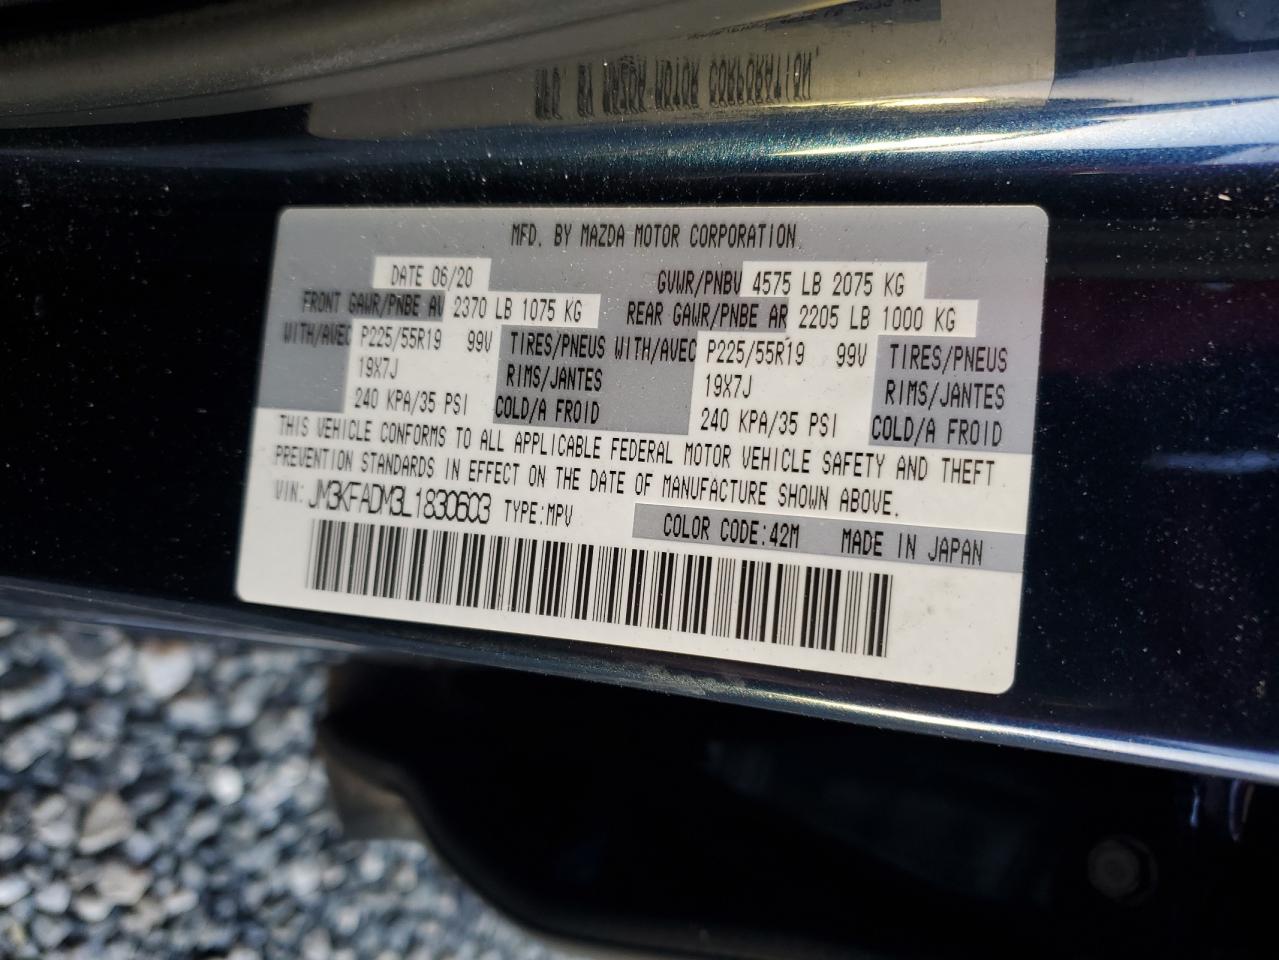 MFD. BY MAZDA MOTOR CORPORATION
DATE 06/20 GVWR/PNBV 4575 LB 2075 KG
FRONT GAWR/PNBE AV 2370 LB 1075 KG REAR GAWR/PNBE AR 2205 LB 1000 KG
WITH/AVEC P225/55R19 99V TIRES/PNEUS WITH/AVEC P225/55R19 99V TIRES/PNEUS
19X7J RIMS/JANTES 19X7J RIMS/JANTES
240 KPA/35 PSI COLD/A FROID 240 KPA/35 PSI COLD/A FROID
THIS VEHICLE CONFORMS TO ALL APPLICABLE FEDERAL MOTOR VEHICLE SAFETY AND THEFT
PREVENTION STANDARDS IN EFFECT ON THE DATE OF MANUFACTURE SHOWN ABOVE.
VIN: JM3KFADM3L1830603 TYPE:MPV
COLOR CODE:42M MADE IN JAPAN